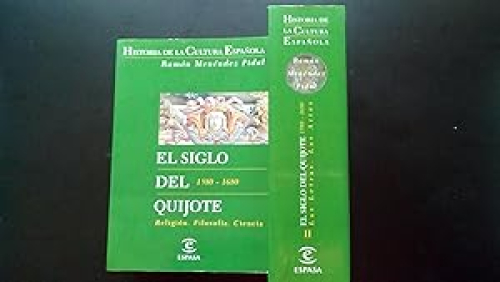 HISTORIA DE LA CULTURA ESPAÑOLA
Ramón Menéndez Pidal
EL SIGLO
DEL 1580 - 1680
QUIJOTE
Religión. Filosofía. Ciencia
ESPASA
HISTORIA DE
LA CULTURA
ESPAÑOLA
Ramón
Menéndez
Pidal
EL SIGLO DEL QUIJOTE 1580 - 1680
Las Letras. Las Artes
II
ESPASA